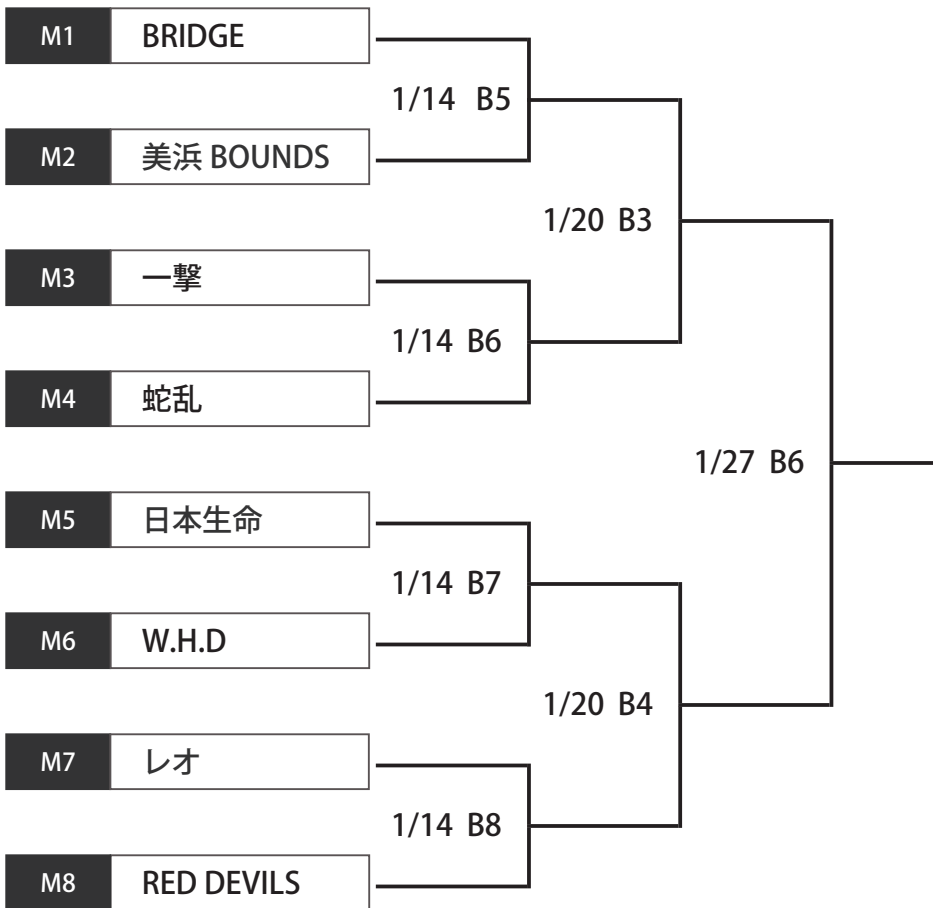 M1 BRIDGE
1/14 B5
M2 美浜 BOUNDS
1/20 B3
M3 一撃
1/14 B6
M4 蛇乱
1/27 B6
M5 日本生命
1/14 B7
M6 W.H.D
1/20 B4
M7 レオ
1/14 B8
M8 RED DEVILS